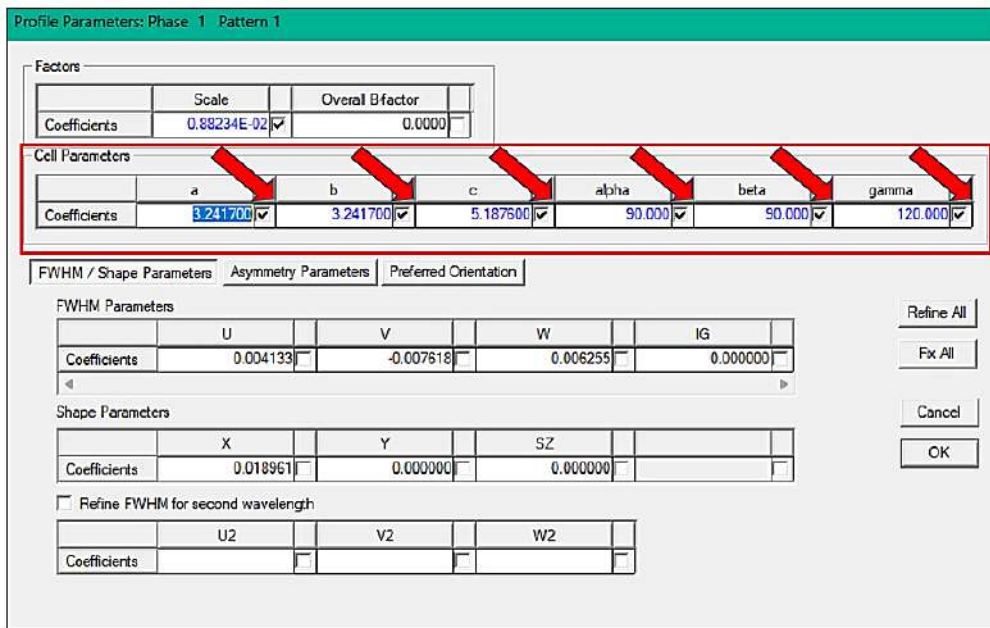 Profile Parameters: Phase 1 Pattern 1
Factors
Scale Overall B-factor
Coefficients 0.88234E-02 0.0000
Cell Parameters
a b c alpha beta gamma
Coefficients 3.241700 3.241700 5.187600 90.000 90.000 120.000
FWHM / Shape Parameters Asymmetry Parameters Preferred Orientation
FWHM Parameters
Refine All
U V W IG
Coefficients 0.004133 -0.007618 0.006255 0.000000
Fix All
Shape Parameters
Cancel
X Y SZ
Coefficients 0.018961 0.000000 0.000000
OK
Refine FWHM for second wavelength
U2 V2 W2
Coefficients